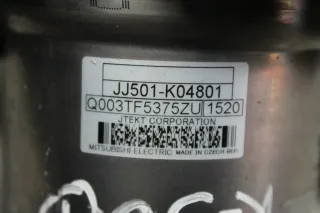 JJ501-K04801
Q003TF5375ZU 1520
JTEKT CORPORATION
MITSUBISHI ELECTRIC MADE IN CZECH REP.